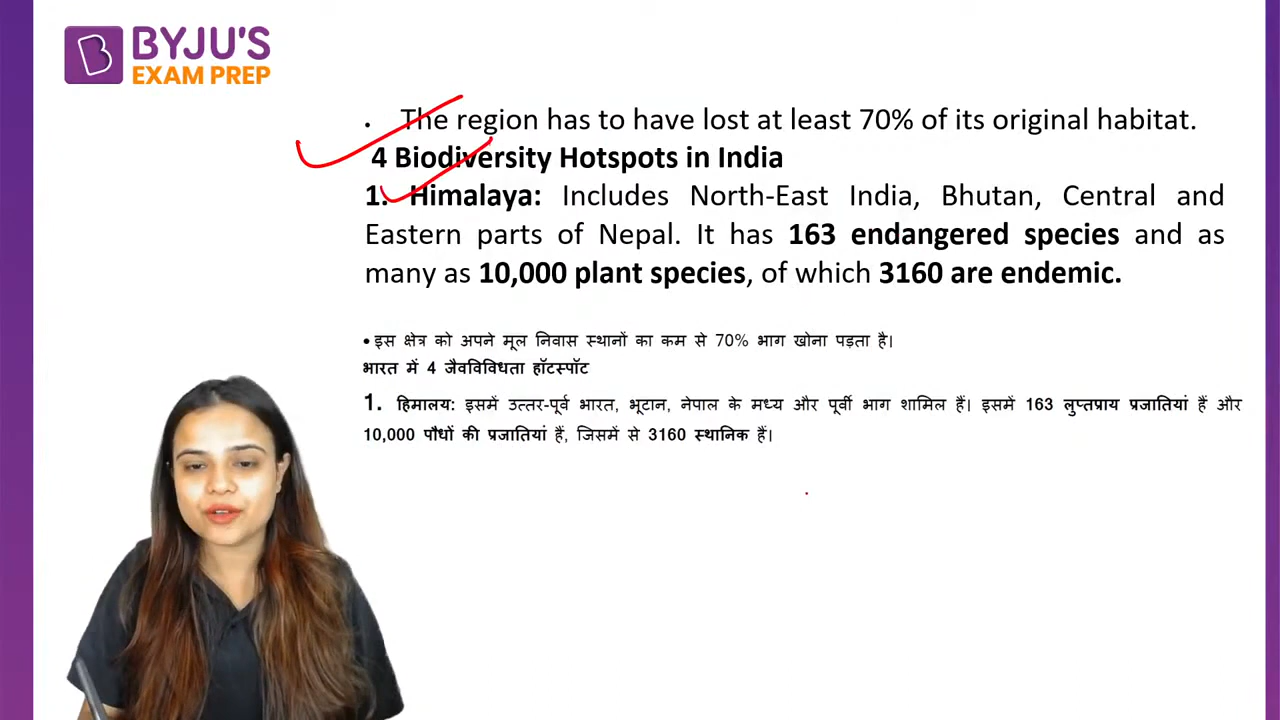 BYJU'S
EXAM PREP
• The region has to have lost at least 70% of its original habitat.
4 Biodiversity Hotspots in India
1. Himalaya: Includes North-East India, Bhutan, Central and
Eastern parts of Nepal. It has 163 endangered species and as
many as 10,000 plant species, of which 3160 are endemic.
• इस क्षेत्र को अपने मूल निवास स्थानों का कम से 70% भाग खोना पड़ता है।
भारत में 4 जैवविविधता हॉटस्पॉट
1. हिमालय: इसमें उत्तर-पूर्व भारत, भूटान, नेपाल के मध्य और पूर्वी भाग शामिल हैं। इसमें 163 लुप्तप्राय प्रजातियां हैं और
10,000 पौधों की प्रजातियां हैं, जिसमें से 3160 स्थानिक हैं।